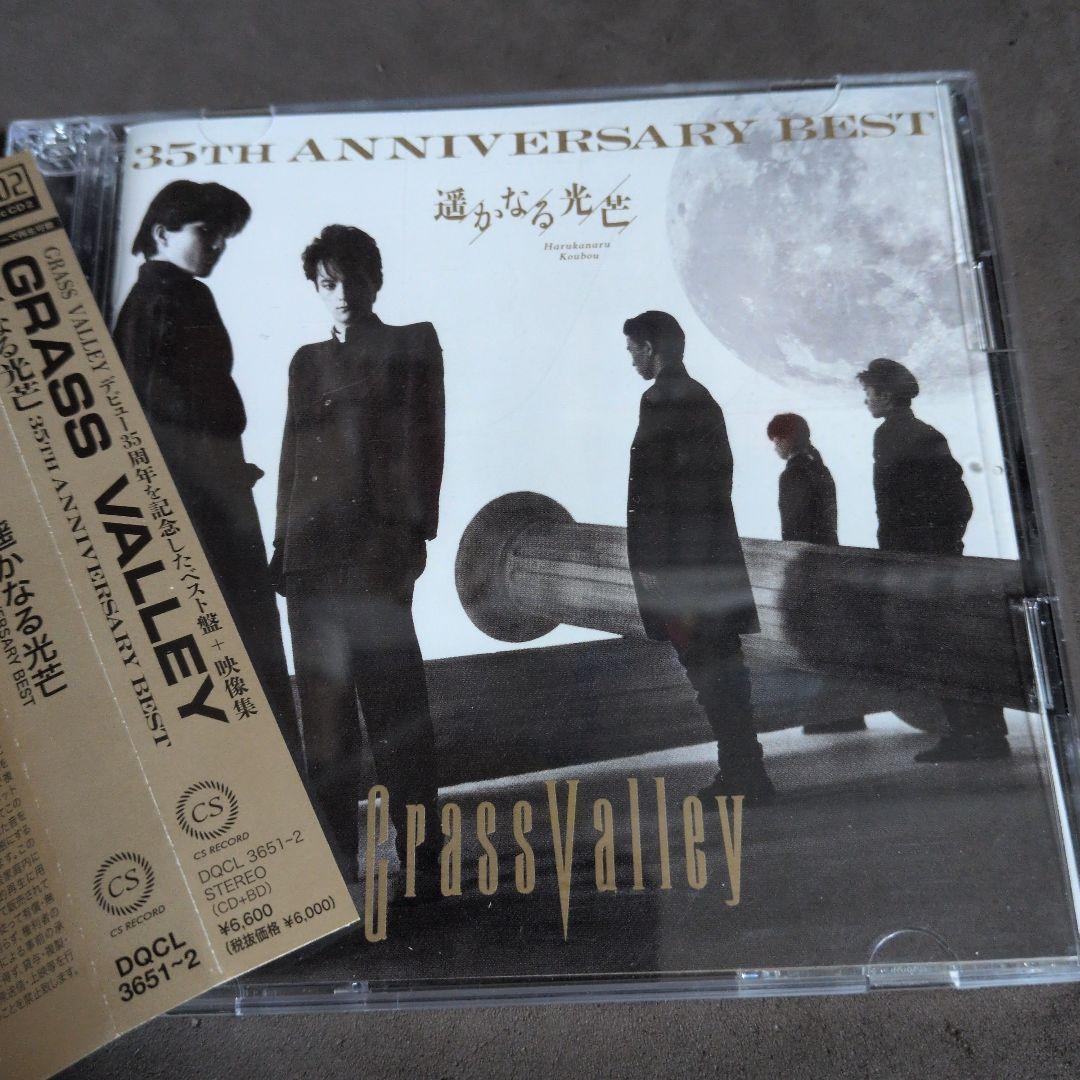 35TH ANNIVERSARY BEST
遥かなる光芒
Harukanaru
Koubou
GrassValley
GRASS VALLEY デビュー35周年を記念したベスト盤+映像集
GRASS VALLEY
なる光芒」35TH ANNIVERSARY BEST
CS
CS RECORD
DQCL 3651~2
STEREO
(CD+BD)
¥6,600
(税抜価格 ¥6,000)
遥かなる光芒
ERSARY BEST
CS
CS RECORD
DQCL
3651~2